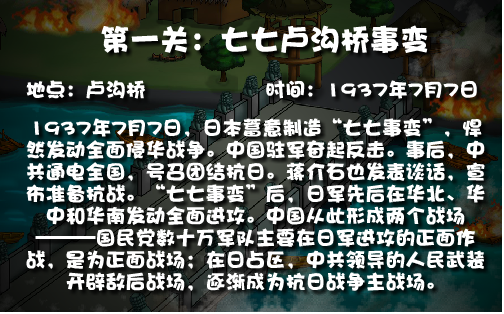 第一关：七七卢沟桥事变
地点：卢沟桥 时间：1937年7月7日
1937年7月7日，日本蓄意制造“七七事变”，悍
然发动全面侵华战争。中国驻军奋起反击。事后，中
共通电全国，号召团结抗日。蒋介石也发表谈话，宣
布准备抗战。“七七事变”后，日军先后在华北、华
中和华南发动全面进攻。中国从此形成两个战场
———国民党数十万军队主要在日军进攻的正面作
战，是为正面战场；在日占区，中共领导的人民武装
开辟敌后战场，逐渐成为抗日战争主战场。